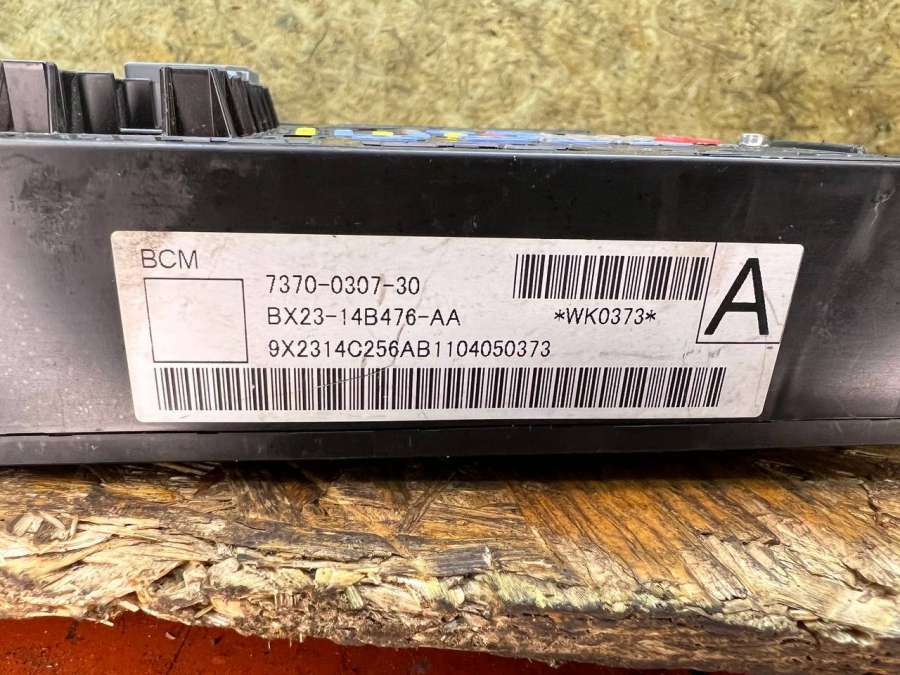 BCM
7370-0307-30
BX23-14B476-AA
*WK0373*
A
9X2314C256AB1104050373